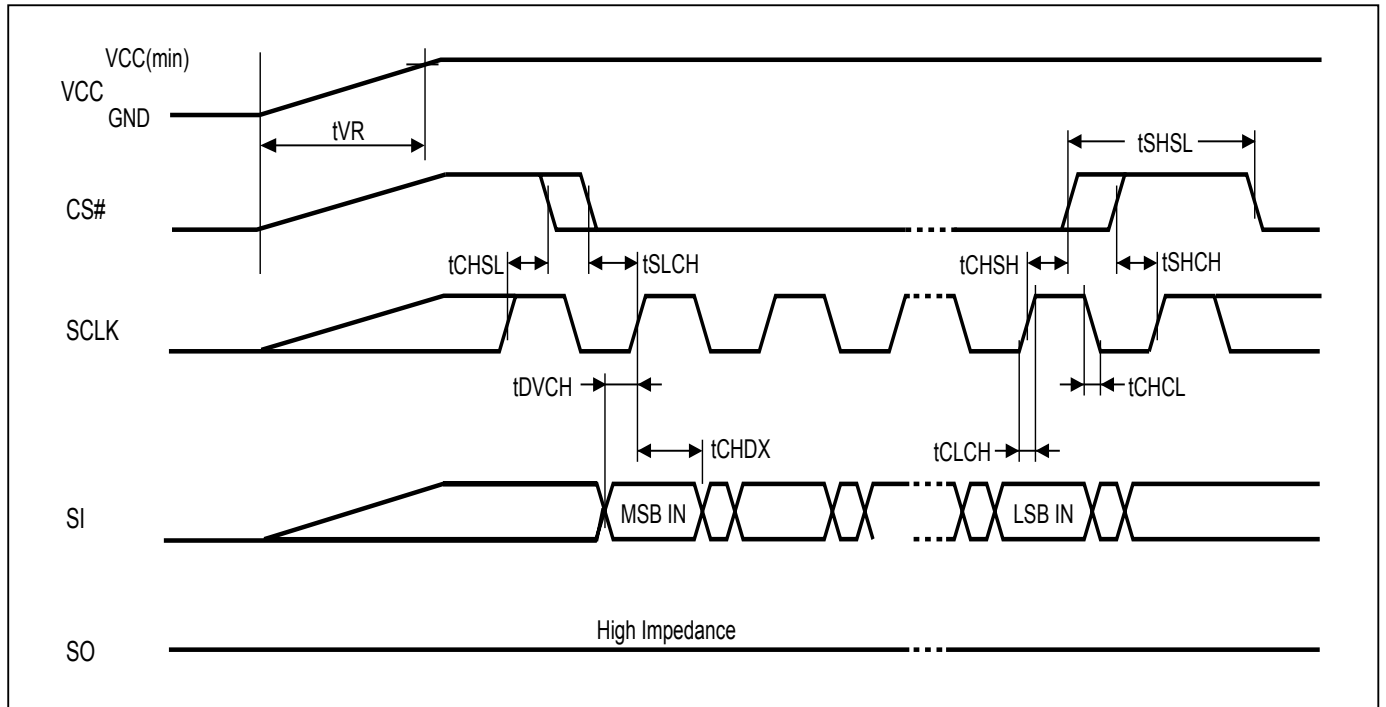 VCC(min)
VCC
GND
tVR
tSHSL
CS#
tCHSL
tSLCH
tCHSH
tSHCH
SCLK
tDVCH
tCHCL
tCHDX
tCLCH
SI
MSB IN
LSB IN
High Impedance
SO